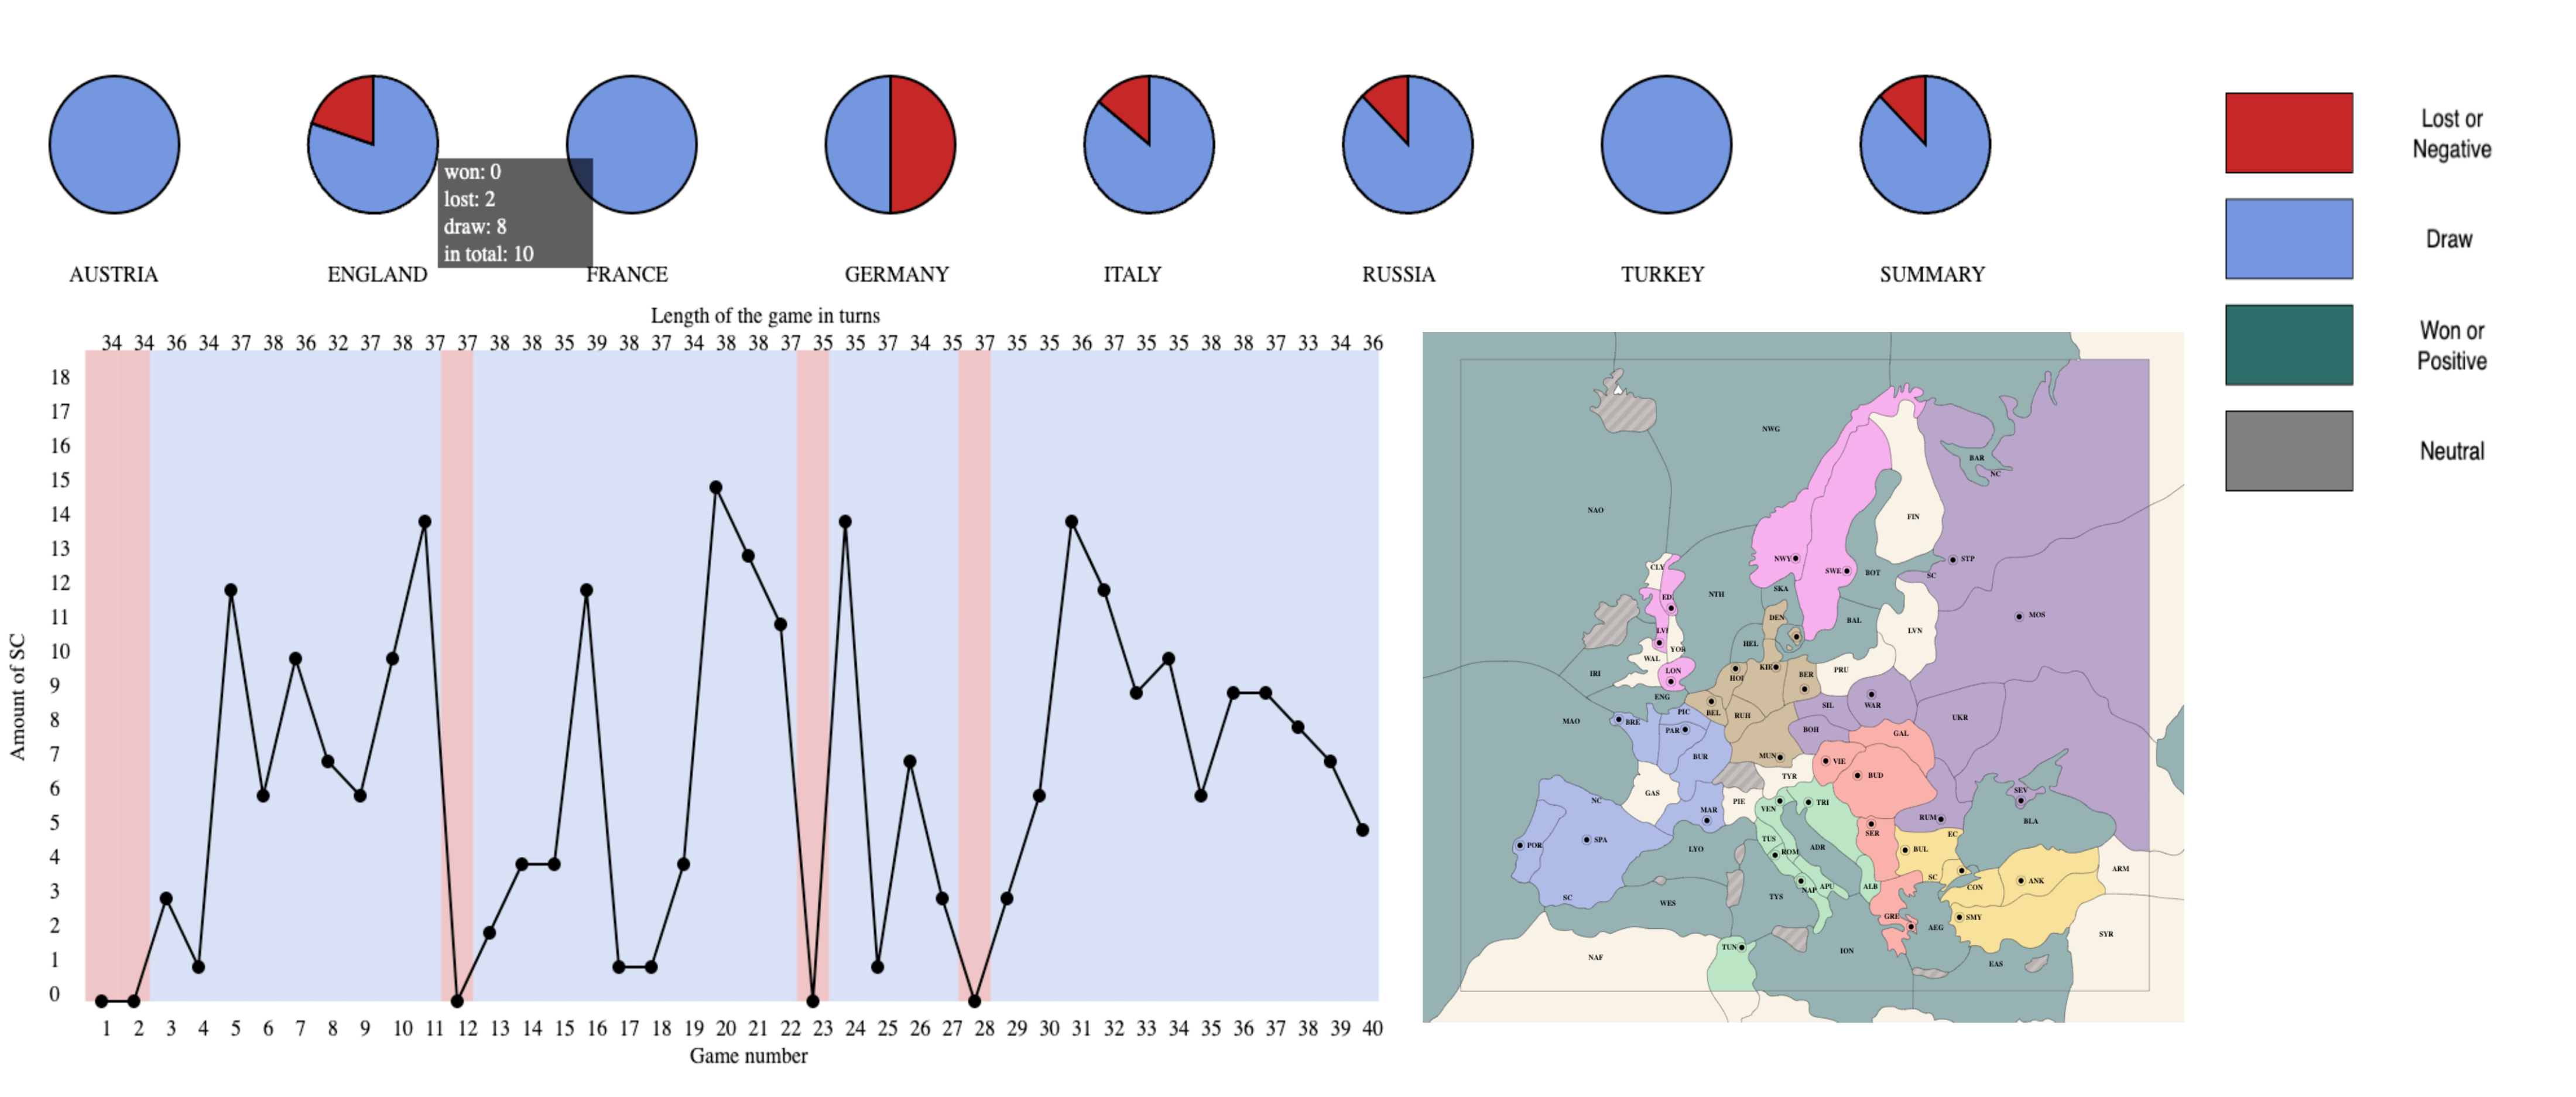 won: 0
lost: 2
draw: 8
in total: 10
AUSTRIA ENGLAND FRANCE GERMANY ITALY RUSSIA TURKEY SUMMARY
Lost or
Negative
Draw
Won or
Positive
Neutral
Length of the game in turns
34 34 36 34 37 38 36 32 37 38 37 37 38 38 35 39 38 37 34 38 38 37 35 35 37 34 35 37 35 35 36 37 35 35 38 38 37 33 34 36
18
17
16
15
14
13
12
11
10
9
8
7
6
5
4
3
2
1
0
Amount of SC
1 2 3 4 5 6 7 8 9 10 11 12 13 14 15 16 17 18 19 20 21 22 23 24 25 26 27 28 29 30 31 32 33 34 35 36 37 38 39 40
Game number
NWG
BAR
NC
NAO
FIN
NWY
STP
CLY
SWE
BOT
SC
SKA
NTH
ED
MOS
DEN
BAL
LVN
HEL
YOR
WAL
KIE
PRU
IRI
LON
HOL
BER
ENG
SIL
WAR
MAO
BRE
PIC
BEL
RUH
UKR
PAR
BOH
GAL
BUR
MUN
VIE
BUD
TYR
GAS
SEV
NC
PIE
VEN
TRI
MAR
RUM
BLA
SPA
SER
EC
POR
TUS
LYO
ROM
ADR
BUL
ARM
SC
ANK
NAP
APU
ALB
CON
SC
WES
TYS
GRE
SMY
AEG
SYR
TUN
ION
NAF
EAS